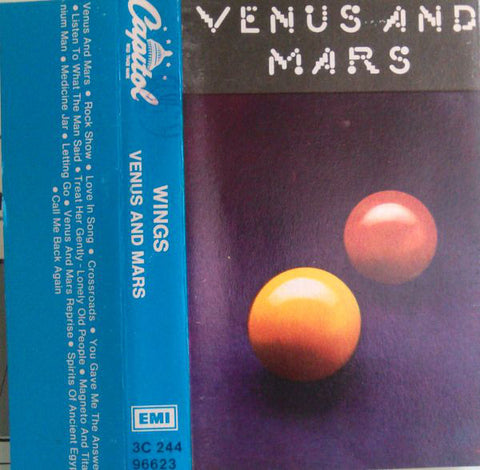 VENUS AND
MARS
Capitol
WINGS
VENUS AND MARS
EMI
3C 244
96623
Venus And Mars • Rock Show • Love In Song • Crossroads • You Gave Me The Answe
• Listen To What The Man Said • Treat Her Gently - Lonely Old People • Magneto And Tita
nium Man • Medicine Jar • Letting Go • Venus And Mars Reprise • Spirits Of Ancient Egyp
• Call Me Back Again